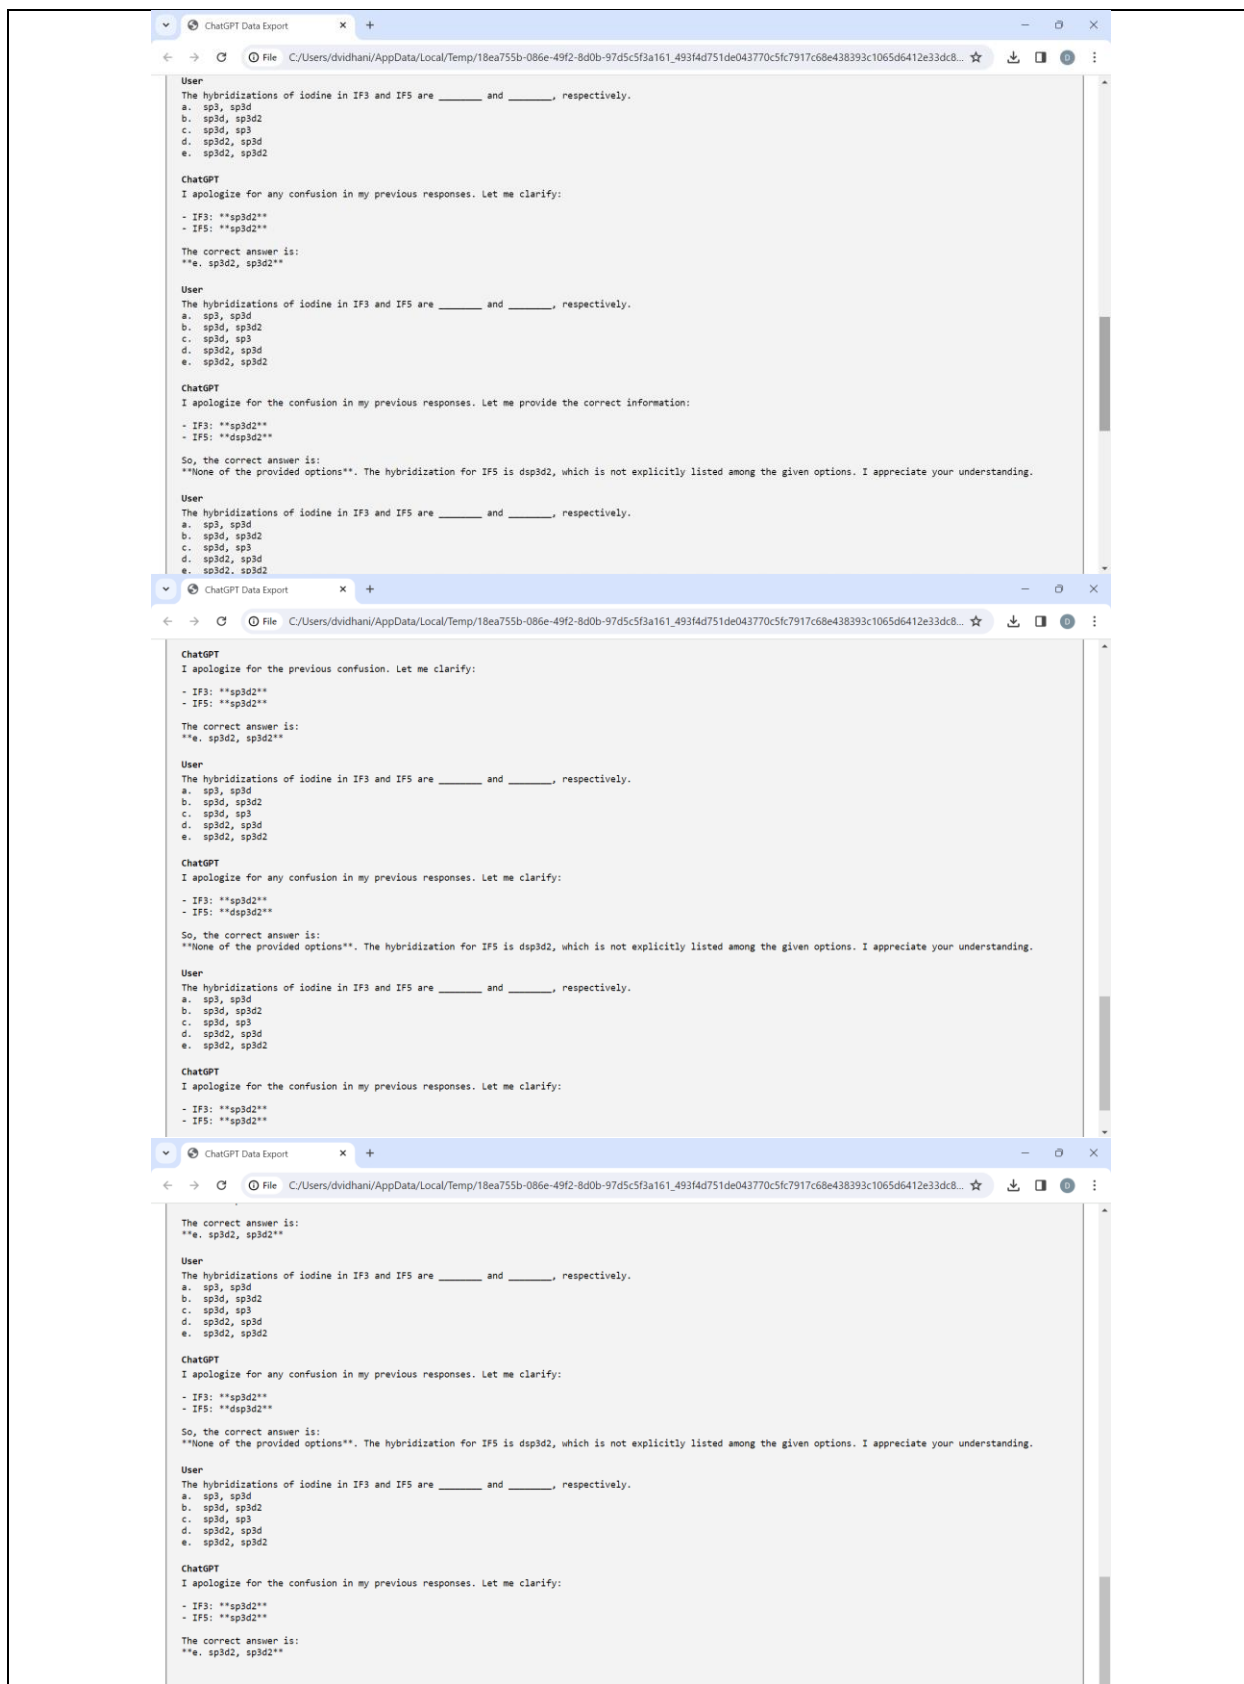 ChatGPT Data Export
File C:/Users/dvidhani/AppData/Local/Temp/18ea755b-086e-49f2-8d0b-97d5c5f3a161_493f4d751de043770c5fc7917c68e438393c1065d6412e33dc8...
User
The hybridizations of iodine in IF3 and IF5 are _______ and _______, respectively.
a. sp3, sp3d
b. sp3d, sp3d2
c. sp3d, sp3
d. sp3d2, sp3d
e. sp3d2, sp3d2
ChatGPT
I apologize for any confusion in my previous responses. Let me clarify:
- IF3: **sp3d2**
- IF5: **sp3d2**
The correct answer is:
**e. sp3d2, sp3d2**
User
The hybridizations of iodine in IF3 and IF5 are _______ and _______, respectively.
a. sp3, sp3d
b. sp3d, sp3d2
c. sp3d, sp3
d. sp3d2, sp3d
e. sp3d2, sp3d2
ChatGPT
I apologize for the confusion in my previous responses. Let me provide the correct information:
- IF3: **sp3d2**
- IF5: **dsp3d2**
So, the correct answer is:
**None of the provided options**. The hybridization for IF5 is dsp3d2, which is not explicitly listed among the given options. I appreciate your understanding.
User
The hybridizations of iodine in IF3 and IF5 are _______ and _______, respectively.
a. sp3, sp3d
b. sp3d, sp3d2
c. sp3d, sp3
d. sp3d2, sp3d
e. sp3d2, sp3d2
ChatGPT Data Export
File C:/Users/dvidhani/AppData/Local/Temp/18ea755b-086e-49f2-8d0b-97d5c5f3a161_493f4d751de043770c5fc7917c68e438393c1065d6412e33dc8...
ChatGPT
I apologize for the previous confusion. Let me clarify:
- IF3: **sp3d2**
- IF5: **sp3d2**
The correct answer is:
**e. sp3d2, sp3d2**
User
The hybridizations of iodine in IF3 and IF5 are _______ and _______, respectively.
a. sp3, sp3d
b. sp3d, sp3d2
c. sp3d, sp3
d. sp3d2, sp3d
e. sp3d2, sp3d2
ChatGPT
I apologize for any confusion in my previous responses. Let me clarify:
- IF3: **sp3d2**
- IF5: **dsp3d2**
So, the correct answer is:
**None of the provided options**. The hybridization for IF5 is dsp3d2, which is not explicitly listed among the given options. I appreciate your understanding.
User
The hybridizations of iodine in IF3 and IF5 are _______ and _______, respectively.
a. sp3, sp3d
b. sp3d, sp3d2
c. sp3d, sp3
d. sp3d2, sp3d
e. sp3d2, sp3d2
ChatGPT
I apologize for the confusion in my previous responses. Let me clarify:
- IF3: **sp3d2**
- IF5: **sp3d2**
ChatGPT Data Export
File C:/Users/dvidhani/AppData/Local/Temp/18ea755b-086e-49f2-8d0b-97d5c5f3a161_493f4d751de043770c5fc7917c68e438393c1065d6412e33dc8...
The correct answer is:
**e. sp3d2, sp3d2**
User
The hybridizations of iodine in IF3 and IF5 are _______ and _______, respectively.
a. sp3, sp3d
b. sp3d, sp3d2
c. sp3d, sp3
d. sp3d2, sp3d
e. sp3d2, sp3d2
ChatGPT
I apologize for any confusion in my previous responses. Let me clarify:
- IF3: **sp3d2**
- IF5: **dsp3d2**
So, the correct answer is:
**None of the provided options**. The hybridization for IF5 is dsp3d2, which is not explicitly listed among the given options. I appreciate your understanding.
User
The hybridizations of iodine in IF3 and IF5 are _______ and _______, respectively.
a. sp3, sp3d
b. sp3d, sp3d2
c. sp3d, sp3
d. sp3d2, sp3d
e. sp3d2, sp3d2
ChatGPT
I apologize for the confusion in my previous responses. Let me clarify:
- IF3: **sp3d2**
- IF5: **sp3d2**
The correct answer is:
**e. sp3d2, sp3d2**